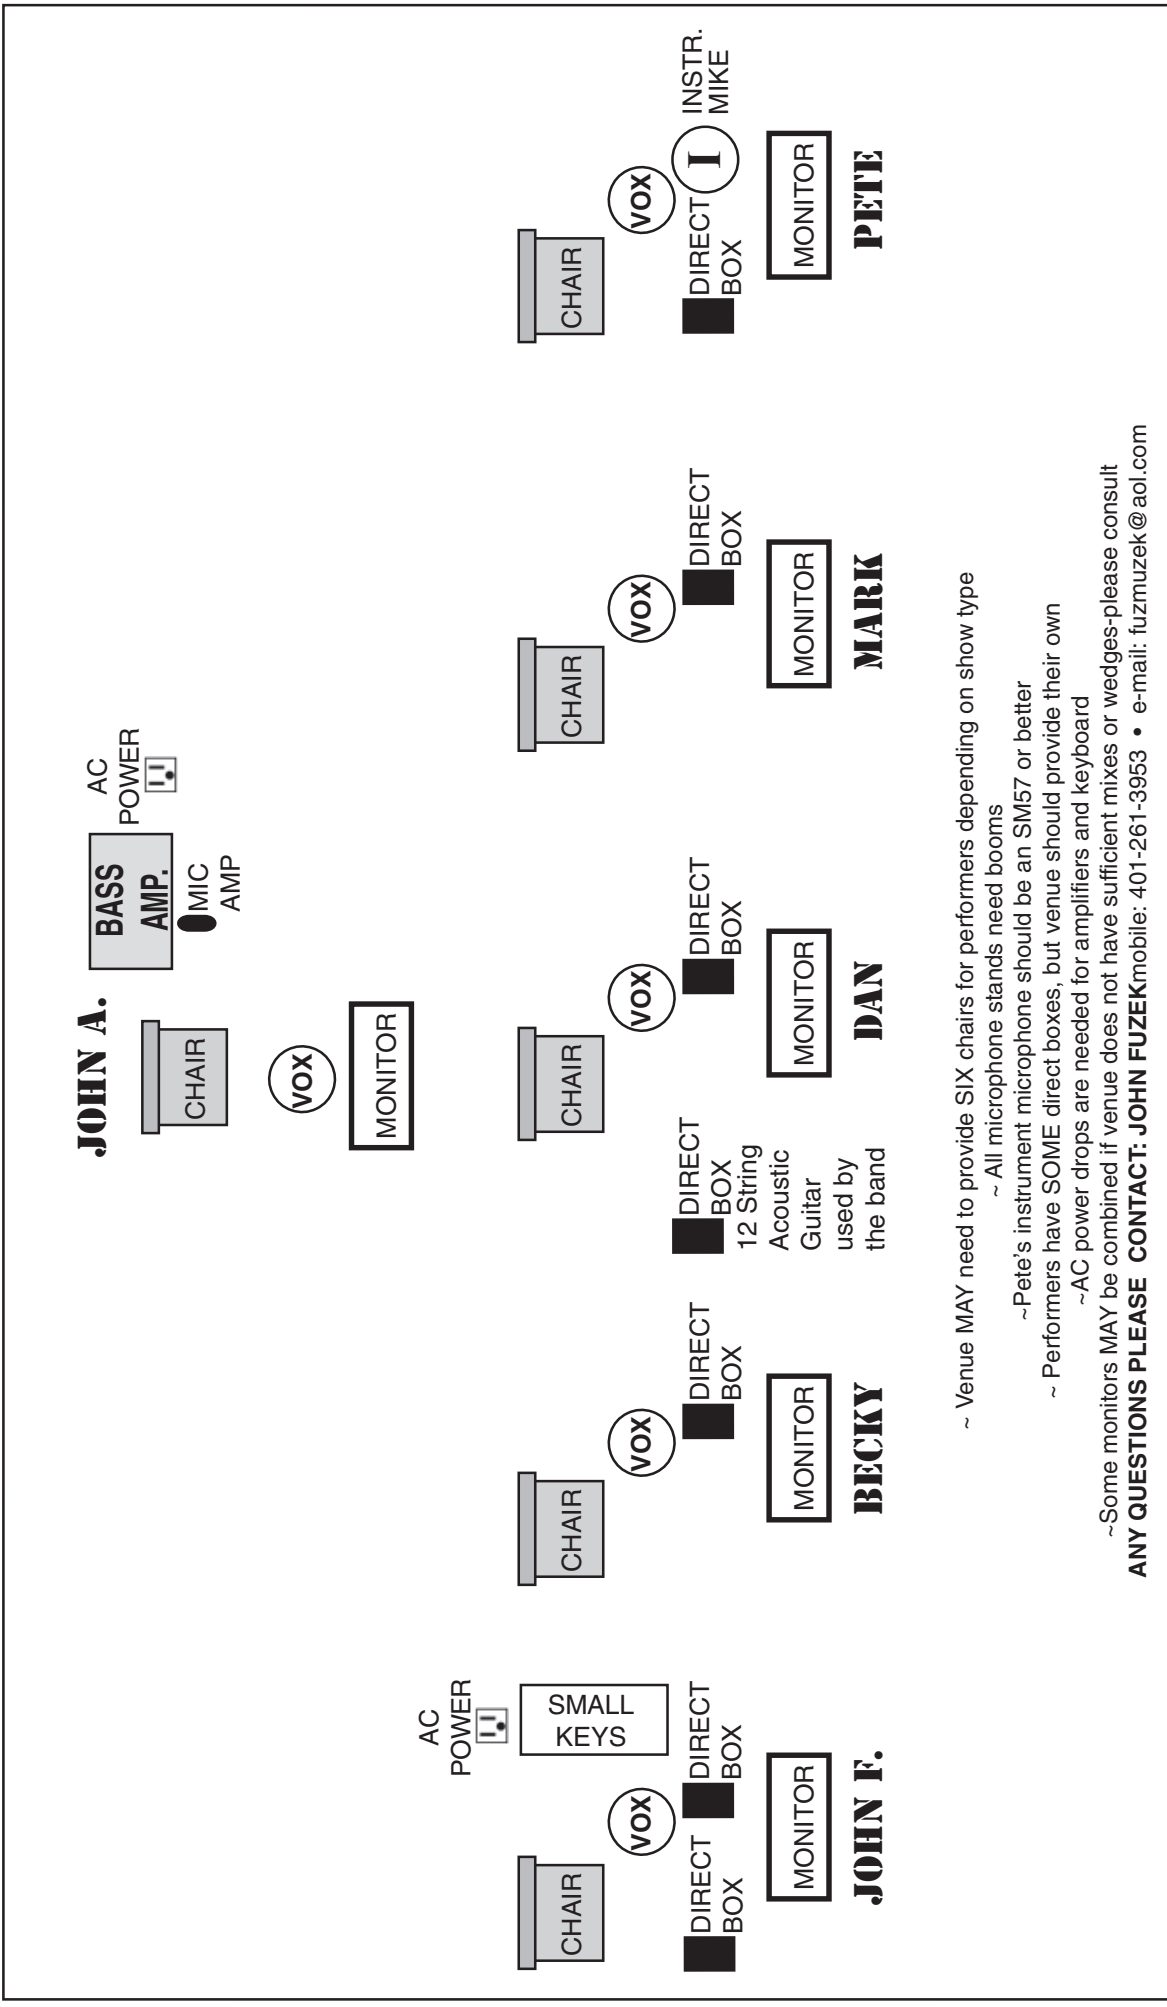 JOHN A.
CHAIR
VOX
MONITOR
BASS
AMP.
MIC
AMP
AC
POWER
AC
POWER
SMALL
KEYS
CHAIR
VOX
DIRECT
BOX
DIRECT
BOX
MONITOR
JOHN F.
CHAIR
VOX
DIRECT
BOX
MONITOR
BECKY
DIRECT
BOX
12 String
Acoustic
Guitar
used by
the band
CHAIR
VOX
DIRECT
BOX
MONITOR
DAN
CHAIR
VOX
DIRECT
BOX
MONITOR
MARK
CHAIR
VOX
DIRECT
BOX
I
INSTR.
MIKE
MONITOR
PETE
~ Venue MAY need to provide SIX chairs for performers depending on show type
~ All microphone stands need booms
~Pete's instrument microphone should be an SM57 or better
~ Performers have SOME direct boxes, but venue should provide their own
~AC power drops are needed for amplifiers and keyboard
~Some monitors MAY be combined if venue does not have sufficient mixes or wedges-please consult
ANY QUESTIONS PLEASE CONTACT: JOHN FUZEKmobile: 401-261-3953 • e-mail: fuzmuzek@aol.com